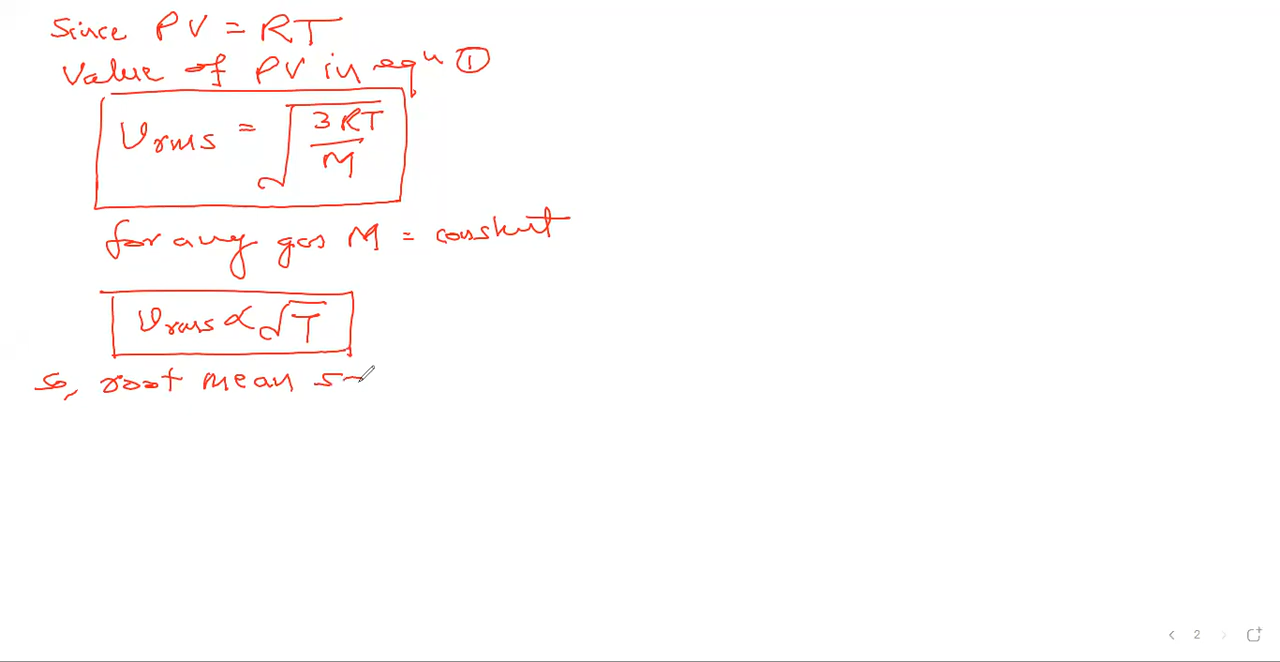 Since PV = RT
Value of PV in eqn ①
Vrms = √(3RT/M)
for any gas M = constant
Vrms ∝ √T
So, root mean s
2